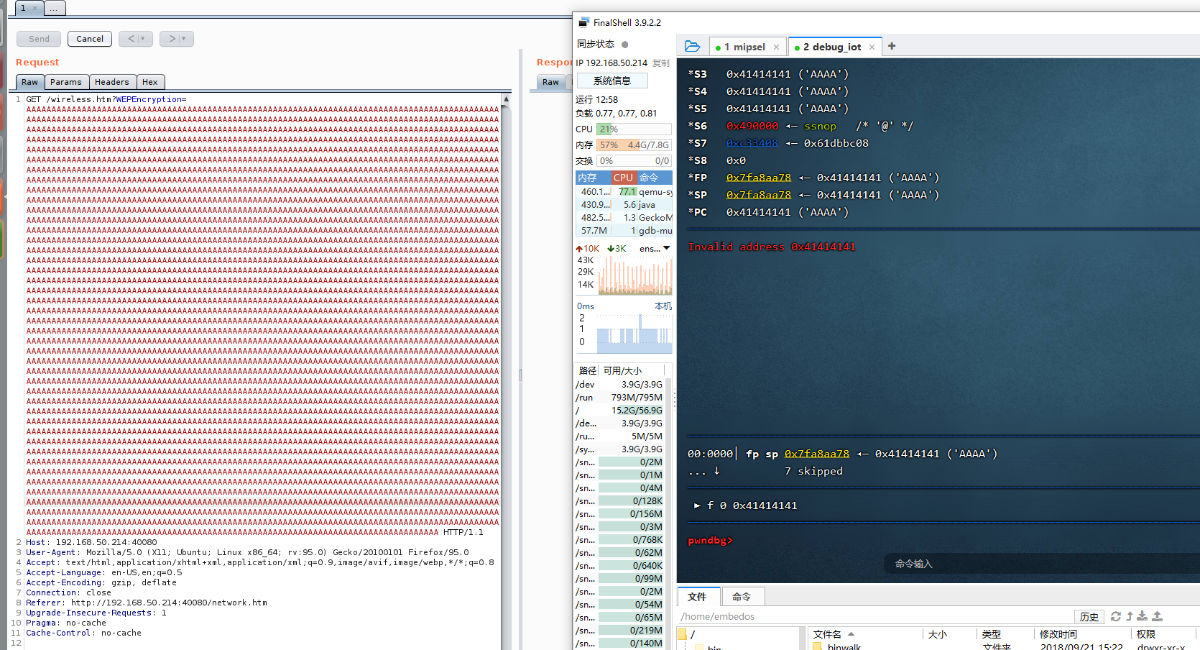 1 × ...
Send Cancel < | ▾ > | ▾
Request
Raw Params Headers Hex
1 GET /wireless.htm?WEPEncryption=
HTTP/1.1
2 Host: 192.168.50.214:40080
3 User-Agent: Mozilla/5.0 (X11; Ubuntu; Linux x86_64; rv:95.0) Gecko/20100101 Firefox/95.0
4 Accept: text/html,application/xhtml+xml,application/xml;q=0.9,image/avif,image/webp,*/*;q=0.8
5 Accept-Language: en-US,en;q=0.5
6 Accept-Encoding: gzip, deflate
7 Connection: close
8 Referer: http://192.168.50.214:40080/network.htm
9 Upgrade-Insecure-Requests: 1
10 Pragma: no-cache
11 Cache-Control: no-cache
12
Respon
Raw
FinalShell 3.9.2.2
同步状态 ●
IP 192.168.50.214 复制
系统信息
运行 12:58
负载 0.77, 0.77, 0.81
CPU 21%
内存 57% 4.4G/7.8G
交换 0% 0/0
内存 CPU 命令
460.1... 77.1 qemu-sy
430.9... 5.6 java
482.5... 1.3 GeckoM
57.7M 1 gdb-mu
↑10K ↓3K ens... ▼
43K
29K
14K
0ms 本机
2
1
0
路径 可用/大小
/dev 3.9G/3.9G
/run 793M/795M
/ 15.2G/56.9G
/de... 3.9G/3.9G
/ru... 5M/5M
/sy... 3.9G/3.9G
/sn... 0/2M
/sn... 0/1M
/sn... 0/4M
/sn... 0/128K
/sn... 0/156M
/sn... 0/3M
/sn... 0/768K
/sn... 0/62M
/sn... 0/640K
/sn... 0/99M
/sn... 0/2M
/sn... 0/54M
/sn... 0/65M
/sn... 0/219M
/sn... 0/140M
● 1 mipsel × ● 2 debug_iot × +
*S3 0x41414141 ('AAAA')
*S4 0x41414141 ('AAAA')
*S5 0x41414141 ('AAAA')
*S6 0x490000 ◂— ssnop /* '@' */
*S7 ◂— 0x61dbbc08
*S8 0x0
*FP 0x7fa8aa78 ◂— 0x41414141 ('AAAA')
*SP 0x7fa8aa78 ◂— 0x41414141 ('AAAA')
*PC 0x41414141 ('AAAA')
Invalid address 0x41414141
00:0000│ fp sp 0x7fa8aa78 ◂— 0x41414141 ('AAAA')
... ↓ 7 skipped
► f 0 0x41414141
pwndbg>
命令输入
文件 命令
/home/embedos 历史
/ 文件名 大小 类型 修改时间 权限
bin binwalk 文件夹 2018/09/21 15:22 drwxr-xr-x